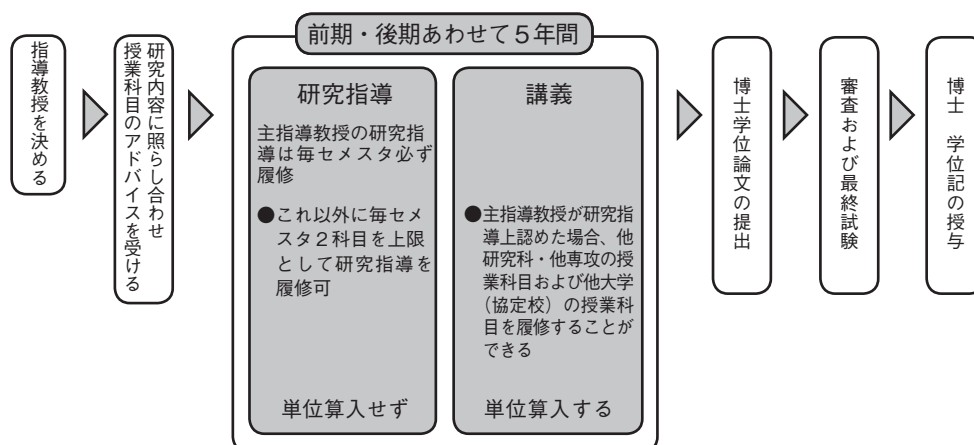 指導教授を決める
研究内容に照らし合わせ
授業科目のアドバイスを受ける
前期・後期あわせて５年間
研究指導
主指導教授の研究指
導は毎セメスタ必ず
履修
●これ以外に毎セメ
スタ２科目を上限
として研究指導を
履修可
単位算入せず
講義
●主指導教授が研究指
導上認めた場合、他
研究科・他専攻の授
業科目および他大学
（協定校）の授業科
目を履修することが
できる
単位算入する
博士学位論文の提出
審査および最終試験
博士　学位記の授与